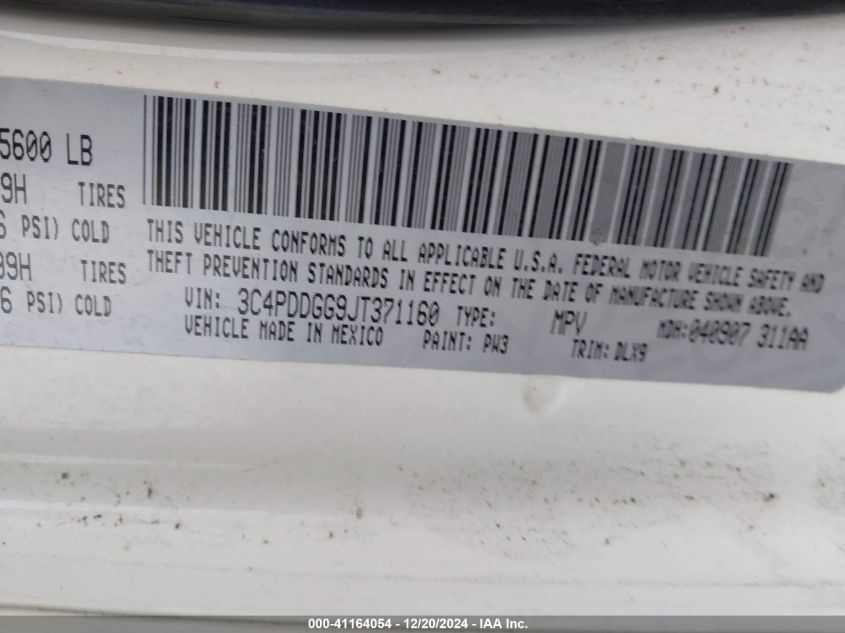 5600 LB
9H TIRES
6 PSI) COLD
99H TIRES
6 PSI) COLD
THIS VEHICLE CONFORMS TO ALL APPLICABLE U.S.A. FEDERAL MOTOR VEHICLE SAFETY AND
THEFT PREVENTION STANDARDS IN EFFECT ON THE DATE OF MANUFACTURE SHOWN ABOVE.
VIN: 3C4PDDGG9JT371160 TYPE: MPV MDH:040907 311AA
VEHICLE MADE IN MEXICO PAINT: PW3 TRIM: DLX9
000-41164054 - 12/20/2024 - IAA Inc.